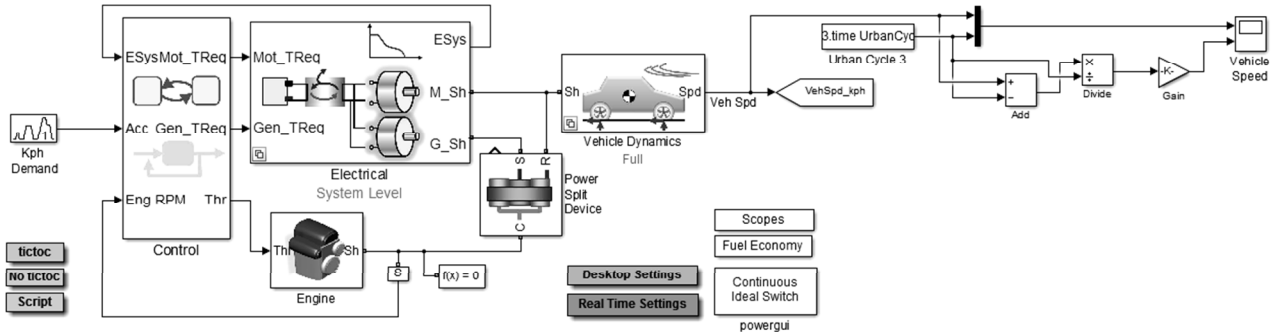 ESys
Mot_TReq
Acc
Gen_TReq
Eng RPM
Thr
Control
Kph
Demand
Mot_TReq
Gen_TReq
ESys
M_Sh
G_Sh
Electrical
System Level
Thr
Sh
Engine
f(x) = 0
S
R
C
Power
Split
Device
Sh
Spd
Vehicle Dynamics
Full
Veh Spd
VehSpd_kph
3.time UrbanCyc
Urban Cycle 3
+
−
Add
×
÷
Divide
-K-
Gain
Vehicle
Speed
tictoc
No tictoc
Script
Desktop Settings
Real Time Settings
Scopes
Fuel Economy
Continuous
Ideal Switch
powergui